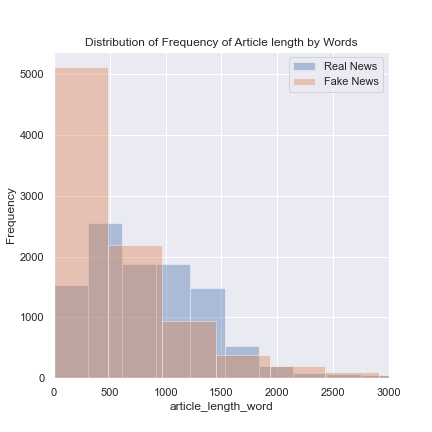 Distribution of Frequency of Article length by Words
Real News
Fake News
5000
4000
3000
2000
1000
0
Frequency
0 500 1000 1500 2000 2500 3000
article_length_word